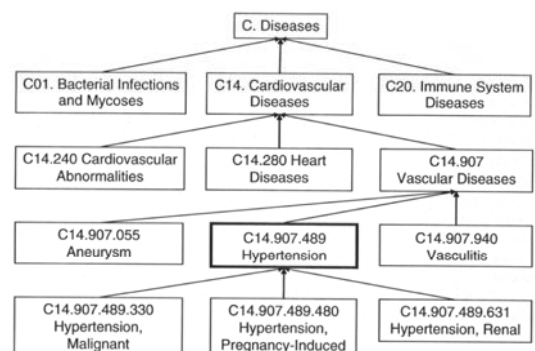 C. Diseases
C01. Bacterial Infections
and Mycoses
C14. Cardiovascular
Diseases
C20. Immune System
Diseases
C14.240 Cardiovascular
Abnormalities
C14.280 Heart
Diseases
C14.907
Vascular Diseases
C14.907.055
Aneurysm
C14.907.489
Hypertension
C14.907.940
Vasculitis
C14.907.489.330
Hypertension,
Malignant
C14.907.489.480
Hypertension,
Pregnancy-Induced
C14.907.489.631
Hypertension, Renal